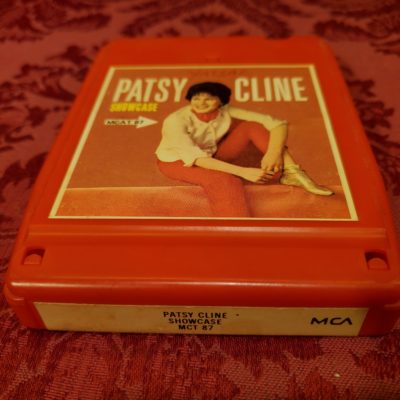 PATSY CLINE
SHOWCASE
MCAT 87
PATSY CLINE
SHOWCASE
MCT 87
MCA